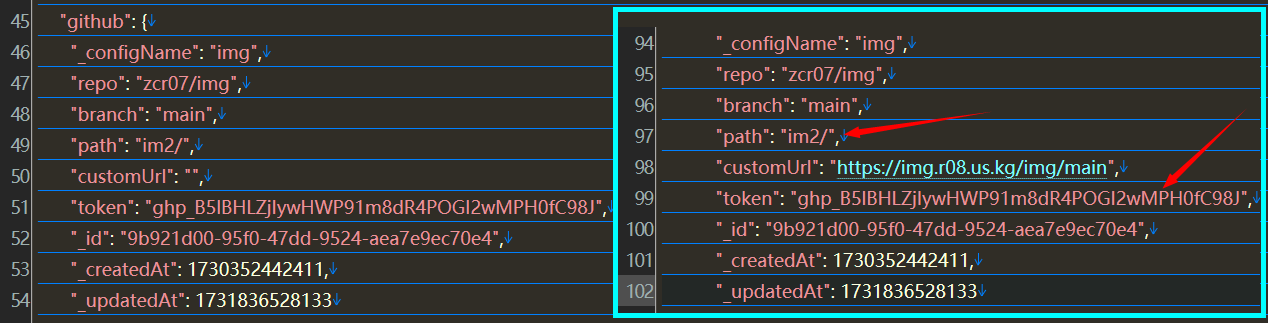 45 "github": {
46 "_configName": "img",
47 "repo": "zcr07/img",
48 "branch": "main",
49 "path": "im2/",
50 "customUrl": "",
51 "token":
52 "_id": "9b921d00-95f0-47dd-9524-aea7e9ec70e4",
53 "_createdAt": 1730352442411,
54 "_updatedAt": 1731836528133
94 "_configName": "img",
95 "repo": "zcr07/img",
96 "branch": "main",
97 "path": "im2/",
98 "customUrl": "https://img.r08.us.kg/img/main",
99 "token":
100 "_id": "9b921d00-95f0-47dd-9524-aea7e9ec70e4",
101 "_createdAt": 1730352442411,
102 "_updatedAt": 1731836528133